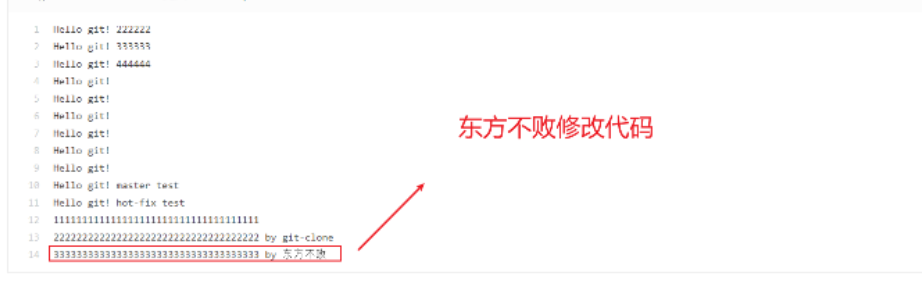 1 Hello git! 222222
2 Hello git! 333333
3 Hello git! 444444
4 Hello git!
5 Hello git!
6 Hello git!
7 Hello git!
8 Hello git!
9 Hello git!
10 Hello git! master test
11 Hello git! hot-fix test
12 11111111111111111111111111111111111
13 22222222222222222222222222222222222 by git-clone
14 33333333333333333333333333333333333 by 东方不败
东方不败修改代码